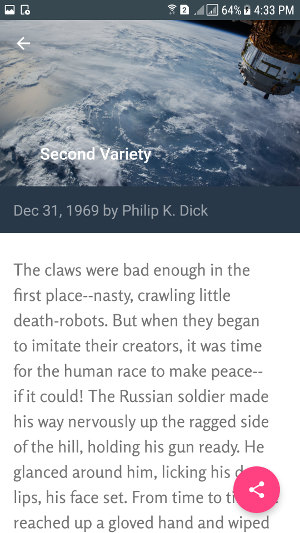 2 64% 4:33 PM
Second Variety
Dec 31, 1969 by Philip K. Dick
The claws were bad enough in the
first place--nasty, crawling little
death-robots. But when they began
to imitate their creators, it was time
for the human race to make peace--
if it could! The Russian soldier made
his way nervously up the ragged side
of the hill, holding his gun ready. He
glanced around him, licking his
lips, his face set. From time to
reached up a gloved hand and wiped